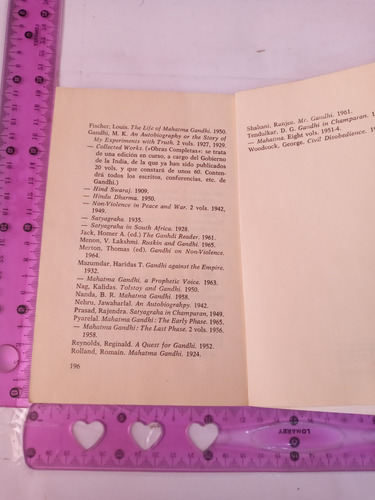 Fischer, Louis. The Life of Mahatma Gandhi. 1950.
Gandhi, M. K. An Autobiography or the Story of
My Experiments with Truth. 2 vols. 1927, 1929.
— Collected Works. («Obras Completas»: se trata
de una edición en curso, a cargo del Gobierno
de la India, de la que ya han sido publicados
20 vols. y que constará de unos 60. Conten-
drá todos los escritos, conferencias, etc. de
Gandhi.)
— Hind Swaraj. 1909.
— Hindu Dharma. 1950.
— Non-Violence in Peace and War. 2 vols. 1942,
1949.
— Satyagraha. 1935.
— Satyagraha in South Africa. 1928.
Jack, Homer A. (ed.) The Gandhi Reader. 1961.
Menon, V. Lakshmi. Ruskin and Gandhi. 1965.
Merton, Thomas (ed). Gandhi on Non-Violence.
1964.
Mazumdar, Haridas T. Gandhi against the Empire.
1932.
— Mahatma Gandhi, a Prophetic Voice. 1963.
Nag, Kalidas. Tolstoy and Gandhi. 1950.
Nanda, B. R. Mahatma Gandhi. 1958.
Nehru, Jawaharlal. An Autobiography. 1942.
Prasad, Rajendra. Satyagraha in Champaran, 1949.
Pyarelal. Mahatma Gandhi: The Early Phase. 1965.
— Mahatma Gandhi: The Last Phase. 2 vols. 1956.
1958.
Reynolds, Reginald. A Quest for Gandhi. 1952.
Rolland, Romain. Mahatma Gandhi. 1924.
196
Shahani, Ranjee. Mr. Gandhi. 1961.
Tendulkar, D. G. Gandhi in Champaran.
— Mahatma. Eight vols. 1951-4.
Woodcock, George. Civil Disobedience.
LOMAREY